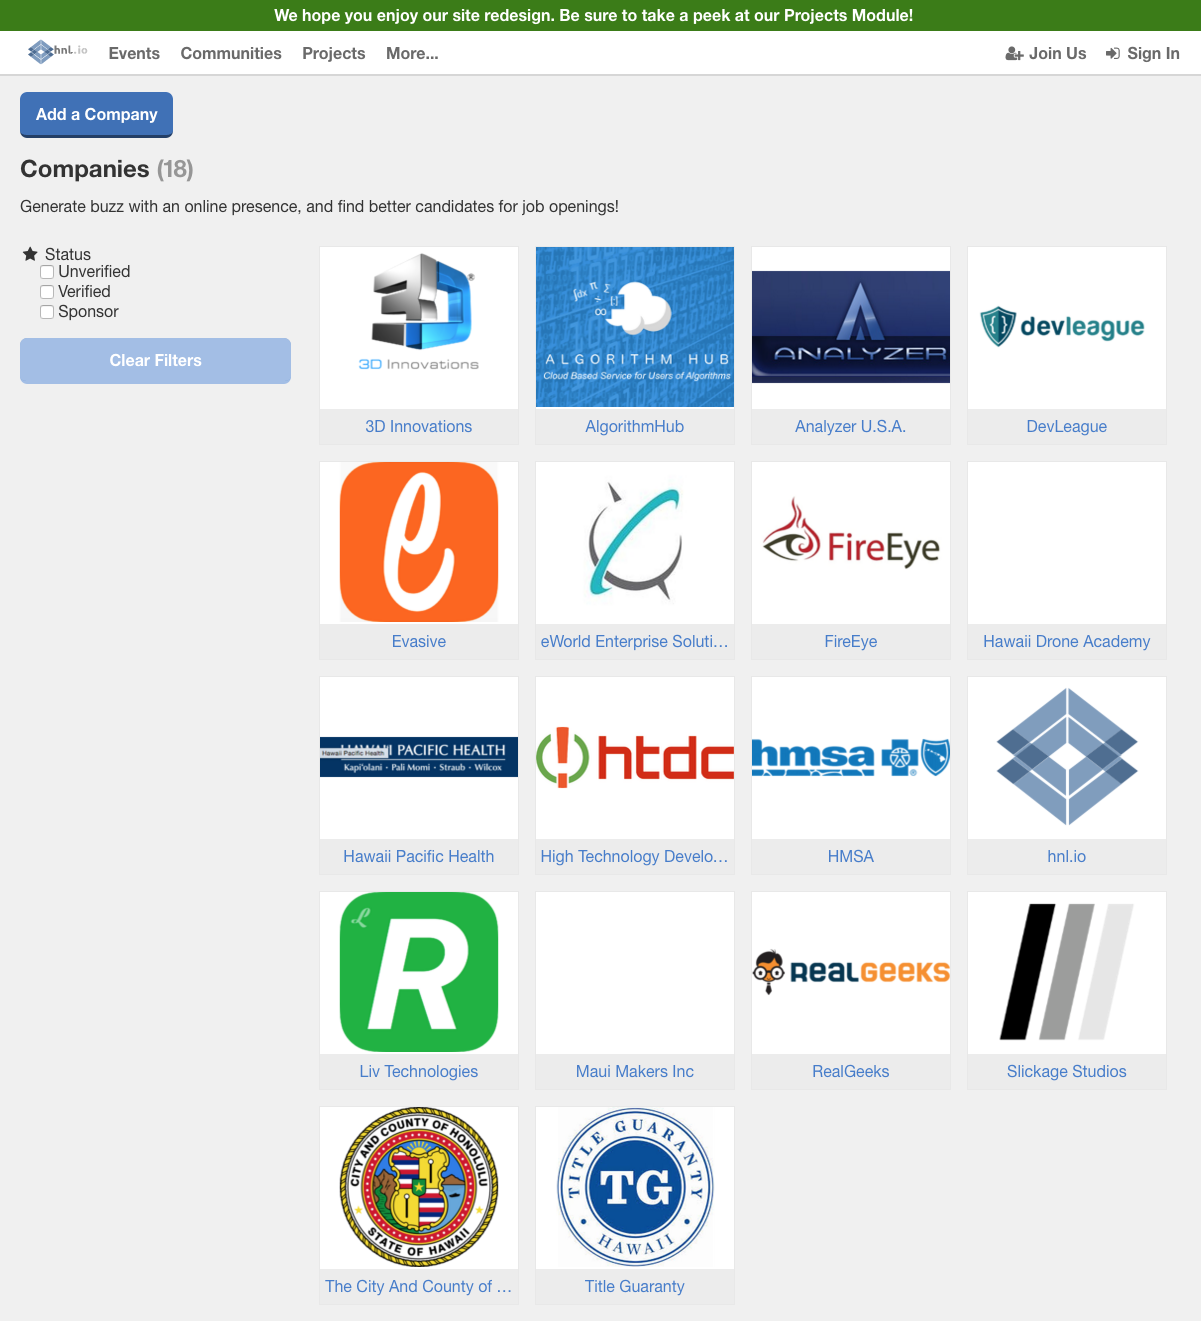 We hope you enjoy our site redesign. Be sure to take a peek at our Projects Module!
hnl.io
Events
Communities
Projects
More...
Join Us
Sign In
Add a Company
Companies (18)
Generate buzz with an online presence, and find better candidates for job openings!
Status
Unverified
Verified
Sponsor
Clear Filters
3D
®
3D Innovations
3D Innovations
∫dx π Σ
÷ [·]
∞
ALGORITHM HUB
Cloud Based Service for Users of Algorithms
AlgorithmHub
ANALYZER
Analyzer U.S.A.
devleague
DevLeague
e
Evasive
eWorld Enterprise Soluti...
FireEye
FireEye
Hawaii Drone Academy
HAWAII PACIFIC HEALTH
Hawaii Pacific Health
Kapi'olani • Pali Momi • Straub • Wilcox
Hawaii Pacific Health
htdc
High Technology Develo...
hmsa
®
HMSA
hnl.io
R
Liv Technologies
Maui Makers Inc
REALGEEKS
RealGeeks
Slickage Studios
CITY AND COUNTY OF HONOLULU
STATE OF HAWAII
The City And County of ...
TITLE GUARANTY
TG
HAWAII
Title Guaranty